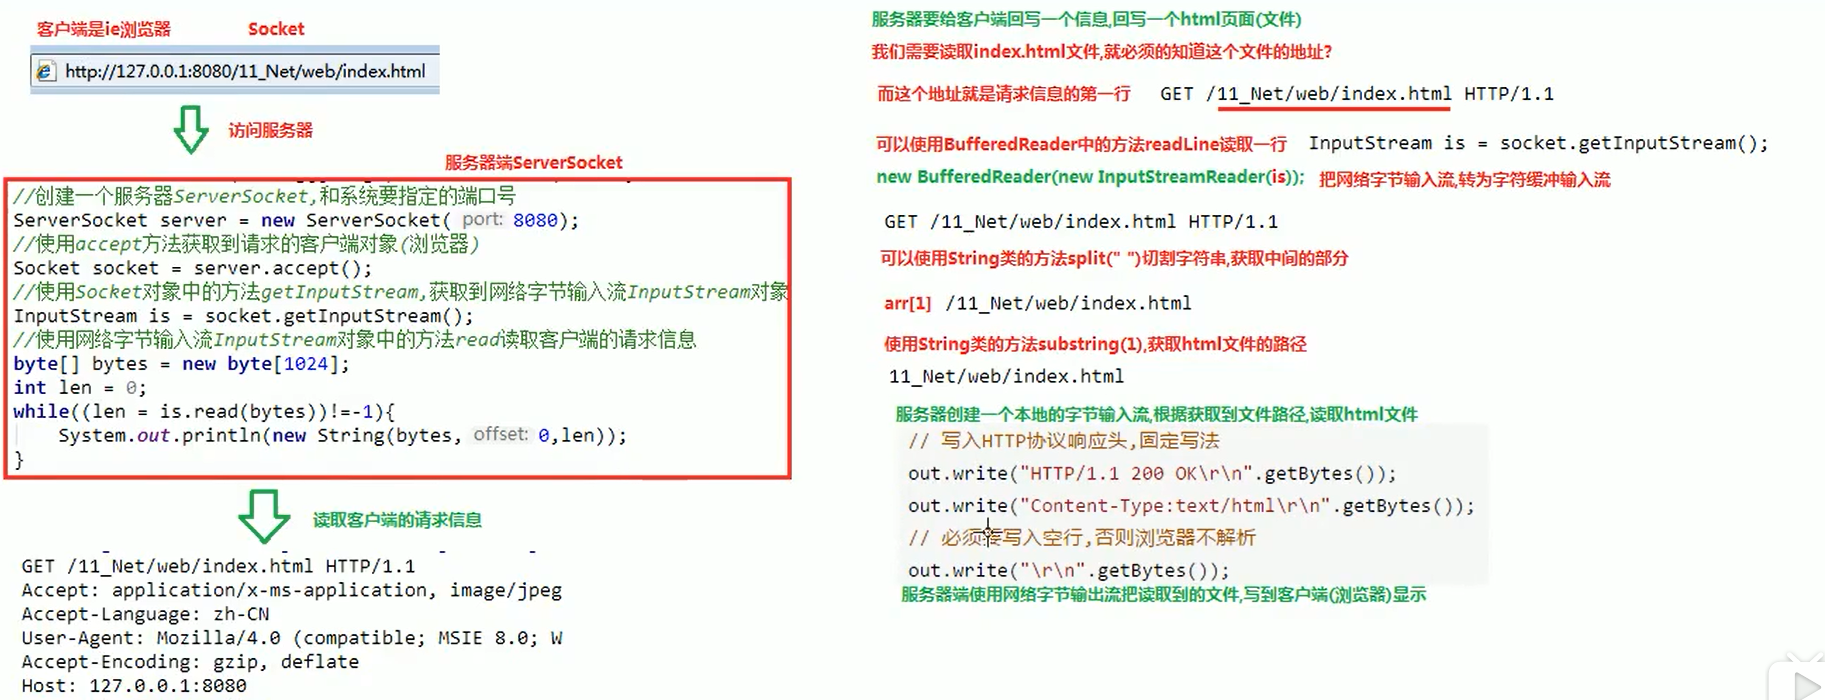 客户端是ie浏览器 Socket
http://127.0.0.1:8080/11_Net/web/index.html
访问服务器
服务器端ServerSocket
//创建一个服务器ServerSocket,和系统要指定的端口号
ServerSocket server = new ServerSocket( port: 8080);
//使用accept方法获取到请求的客户端对象(浏览器)
Socket socket = server.accept();
//使用Socket对象中的方法getInputStream,获取到网络字节输入流InputStream对象
InputStream is = socket.getInputStream();
//使用网络字节输入流InputStream对象中的方法read读取客户端的请求信息
byte[] bytes = new byte[1024];
int len = 0;
while((len = is.read(bytes))!=-1){
System.out.println(new String(bytes, offset: 0,len));
}
读取客户端的请求信息
GET /11_Net/web/index.html HTTP/1.1
Accept: application/x-ms-application, image/jpeg
Accept-Language: zh-CN
User-Agent: Mozilla/4.0 (compatible; MSIE 8.0; W
Accept-Encoding: gzip, deflate
Host: 127.0.0.1:8080
服务器要给客户端回写一个信息,回写一个html页面(文件)
我们需要读取index.html文件,就必须的知道这个文件的地址?
而这个地址就是请求信息的第一行 GET /11_Net/web/index.html HTTP/1.1
可以使用BufferedReader中的方法readLine读取一行 InputStream is = socket.getInputStream();
new BufferedReader(new InputStreamReader(is)); 把网络字节输入流,转为字符缓冲输入流
GET /11_Net/web/index.html HTTP/1.1
可以使用String类的方法split(" ")切割字符串,获取中间的部分
arr[1] /11_Net/web/index.html
使用String类的方法substring(1),获取html文件的路径
11_Net/web/index.html
服务器创建一个本地的字节输入流,根据获取到文件路径,读取html文件
// 写入HTTP协议响应头,固定写法
out.write("HTTP/1.1 200 OK\r\n".getBytes());
out.write("Content-Type:text/html\r\n".getBytes());
// 必须要写入空行,否则浏览器不解析
out.write("\r\n".getBytes());
服务器端使用网络字节输出流把读取到的文件,写到客户端(浏览器)显示